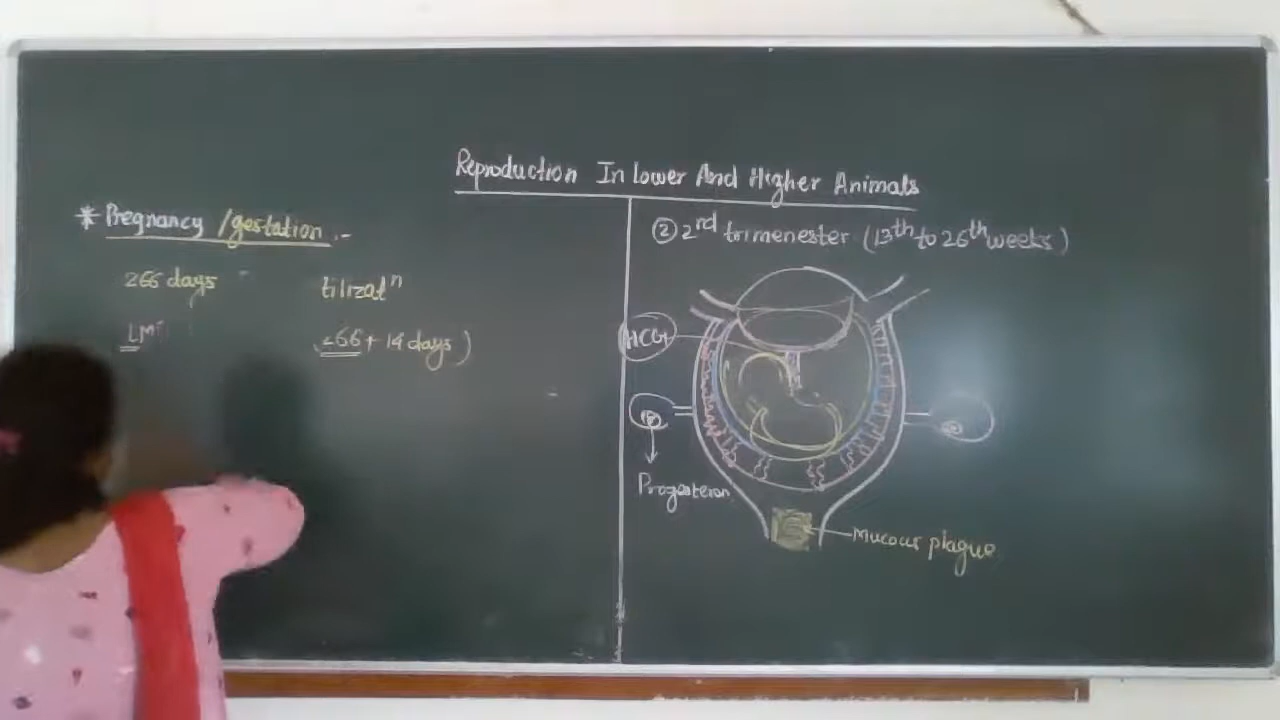 Reproduction In Lower And Higher Animals
* Pregnancy /gestation.-
266 days tilizatⁿ
LMP 266 + 14 days)
② 2nd trimenester (13th to 26th weeks)
HCG
Progesteron
Mucour plague